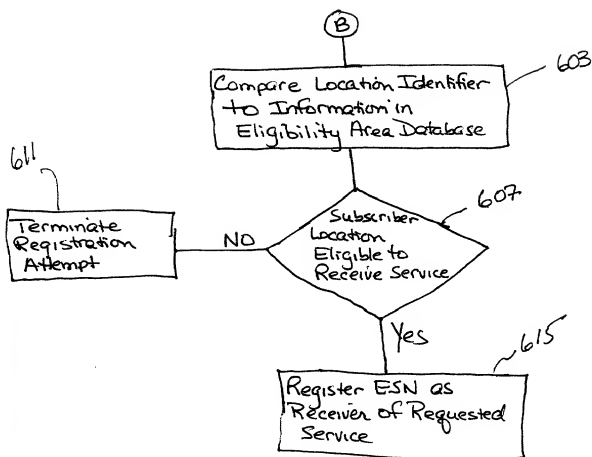 B
603
Compare Location Identifier
to Information in
Eligibility Area Database
611
607
Subscriber
Location
Eligible to
Receive Service
Terminate
Registration
Attempt
NO
Yes
615
Register ESN as
Receiver of Requested
Service